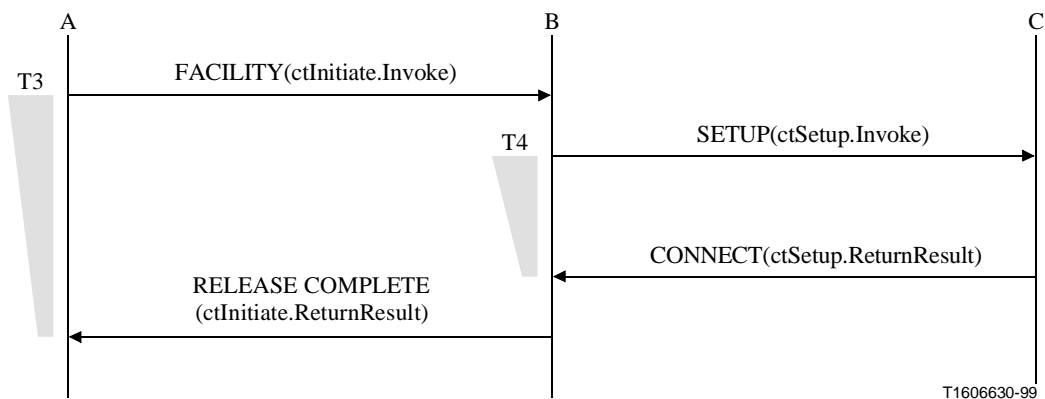 A
B
C
T3
FACILITY(ctInitiate.Invoke)
SETUP(ctSetup.Invoke)
T4
CONNECT(ctSetup.ReturnResult)
RELEASE COMPLETE
(ctInitiate.ReturnResult)
T1606630-99